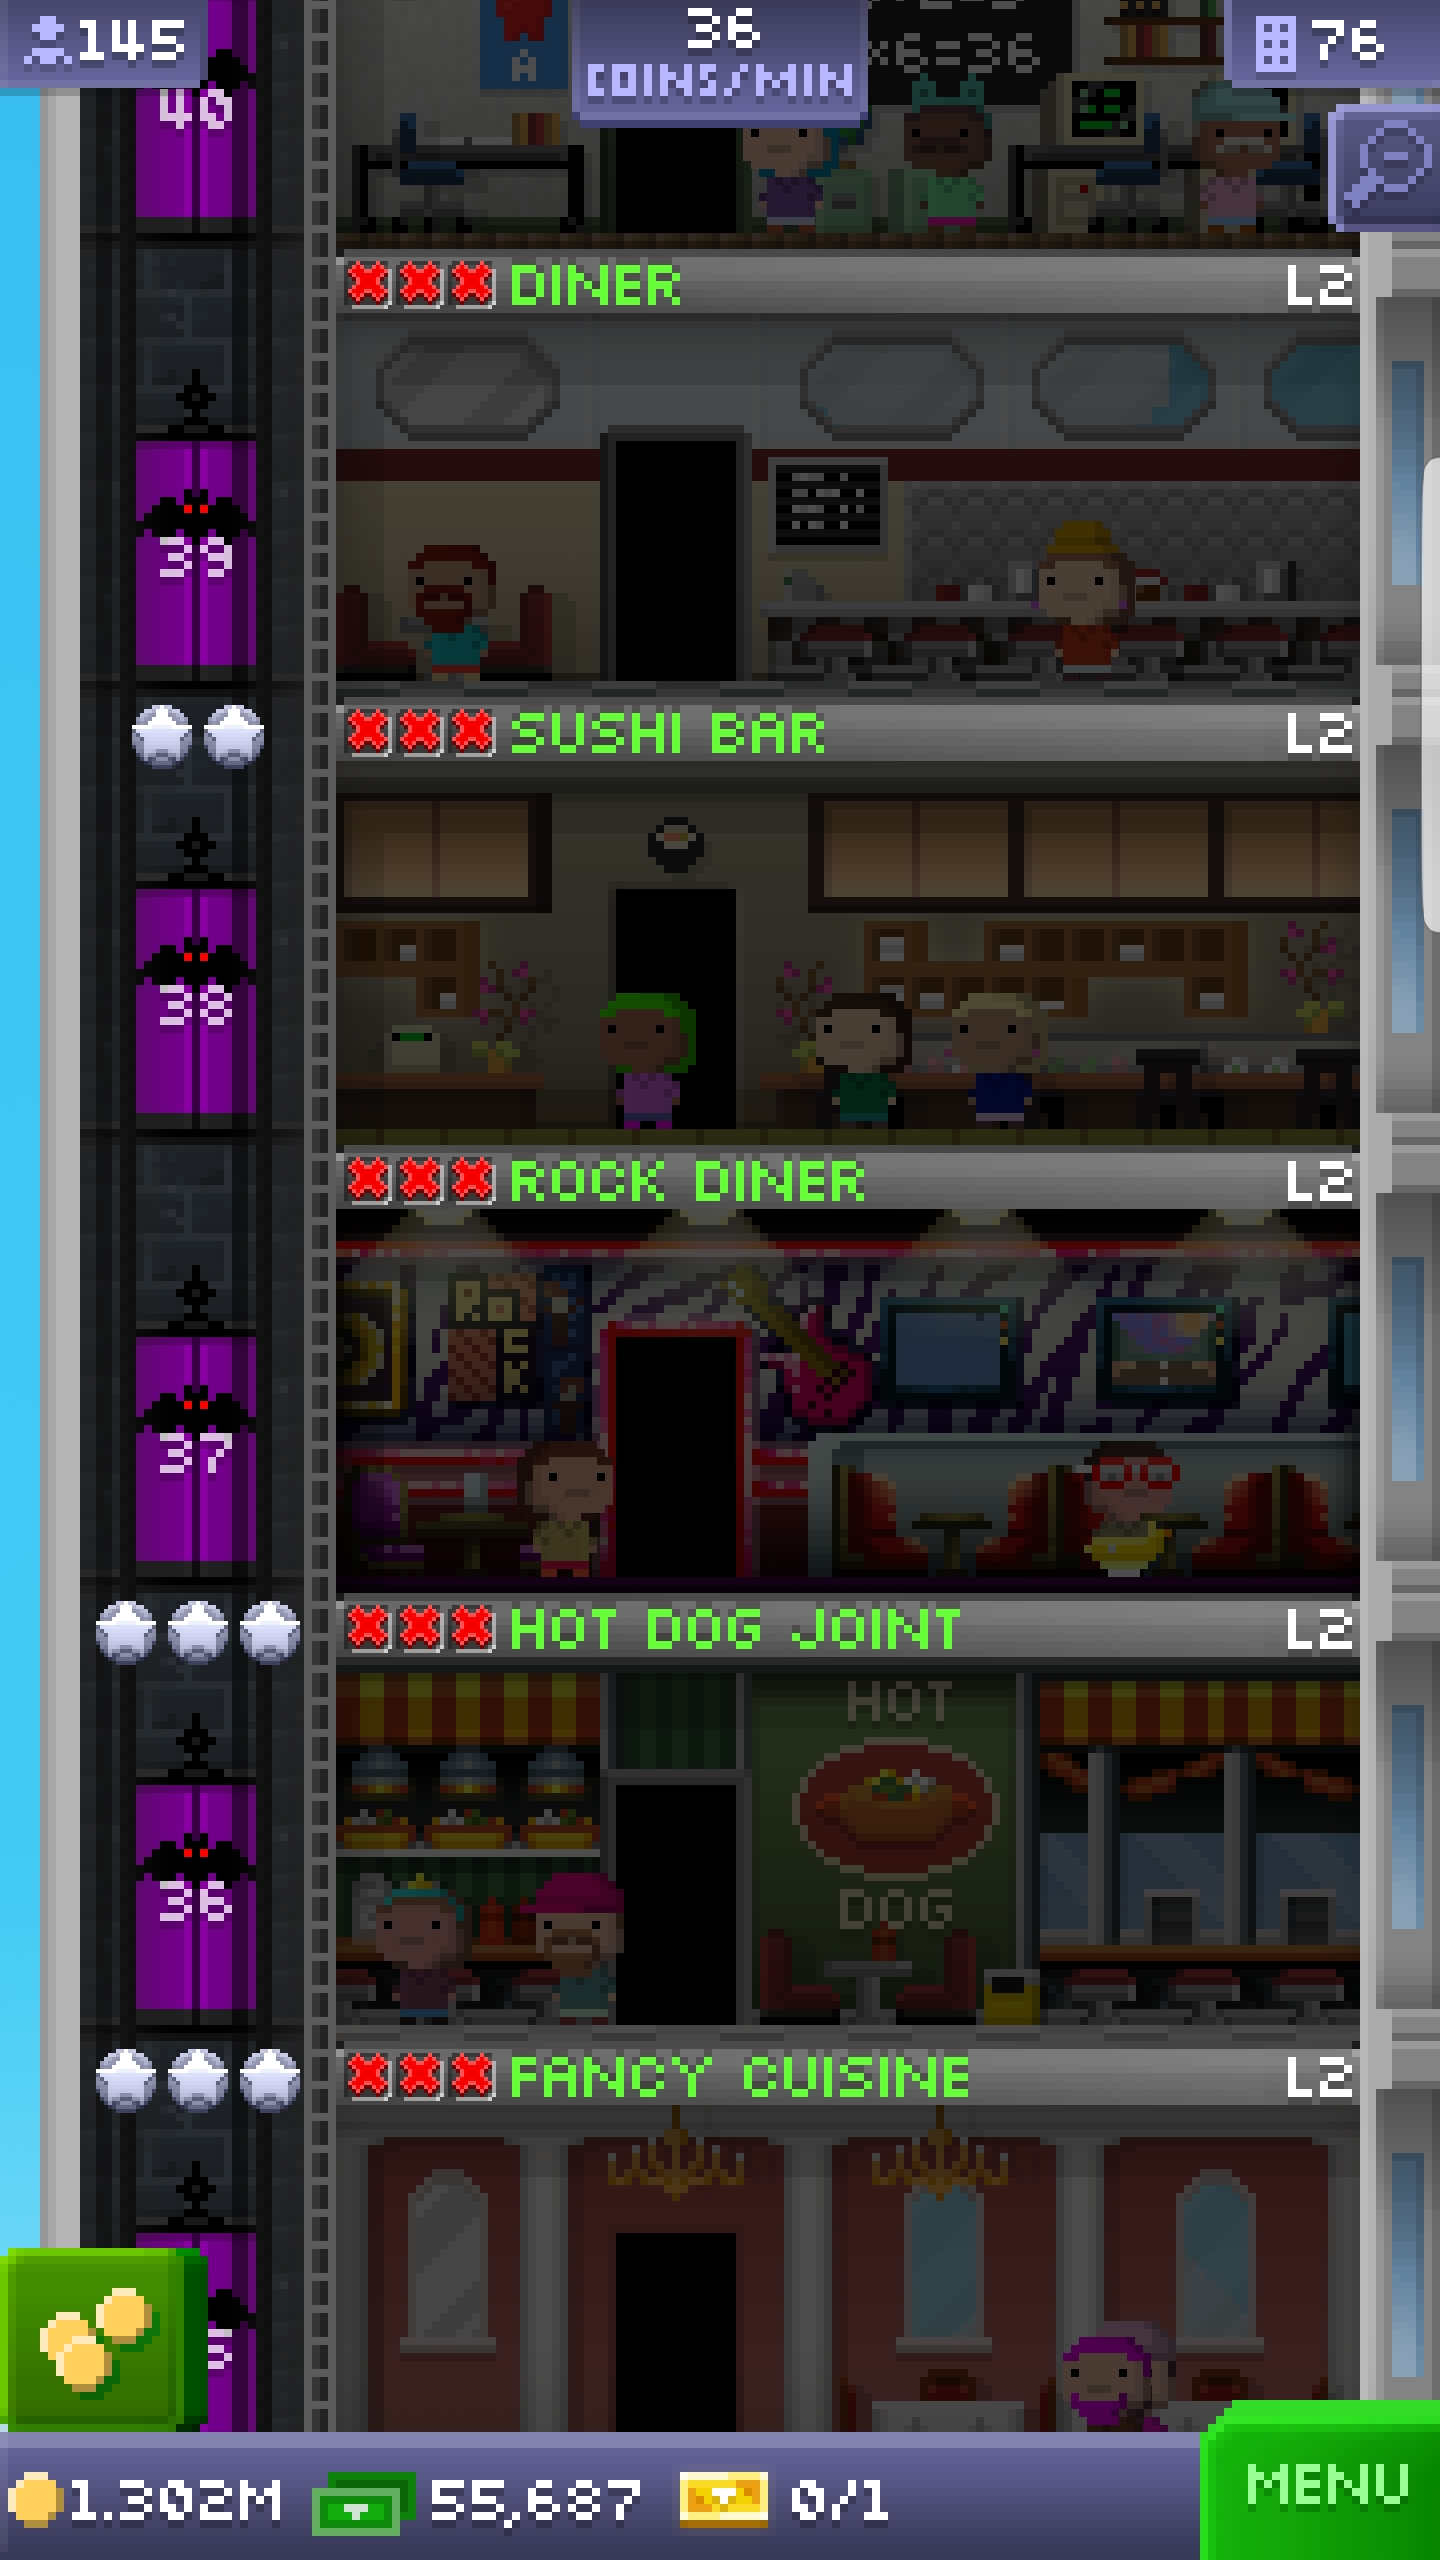 145
36
COINS/MIN
76
A
x6=36
40
DINER L2
39
SUSHI BAR L2
38
ROCK DINER L2
ROCK
37
HOT DOG JOINT L2
HOT
DOG
36
FANCY CUISINE L2
5
1.302M 55,687 0/1
MENU